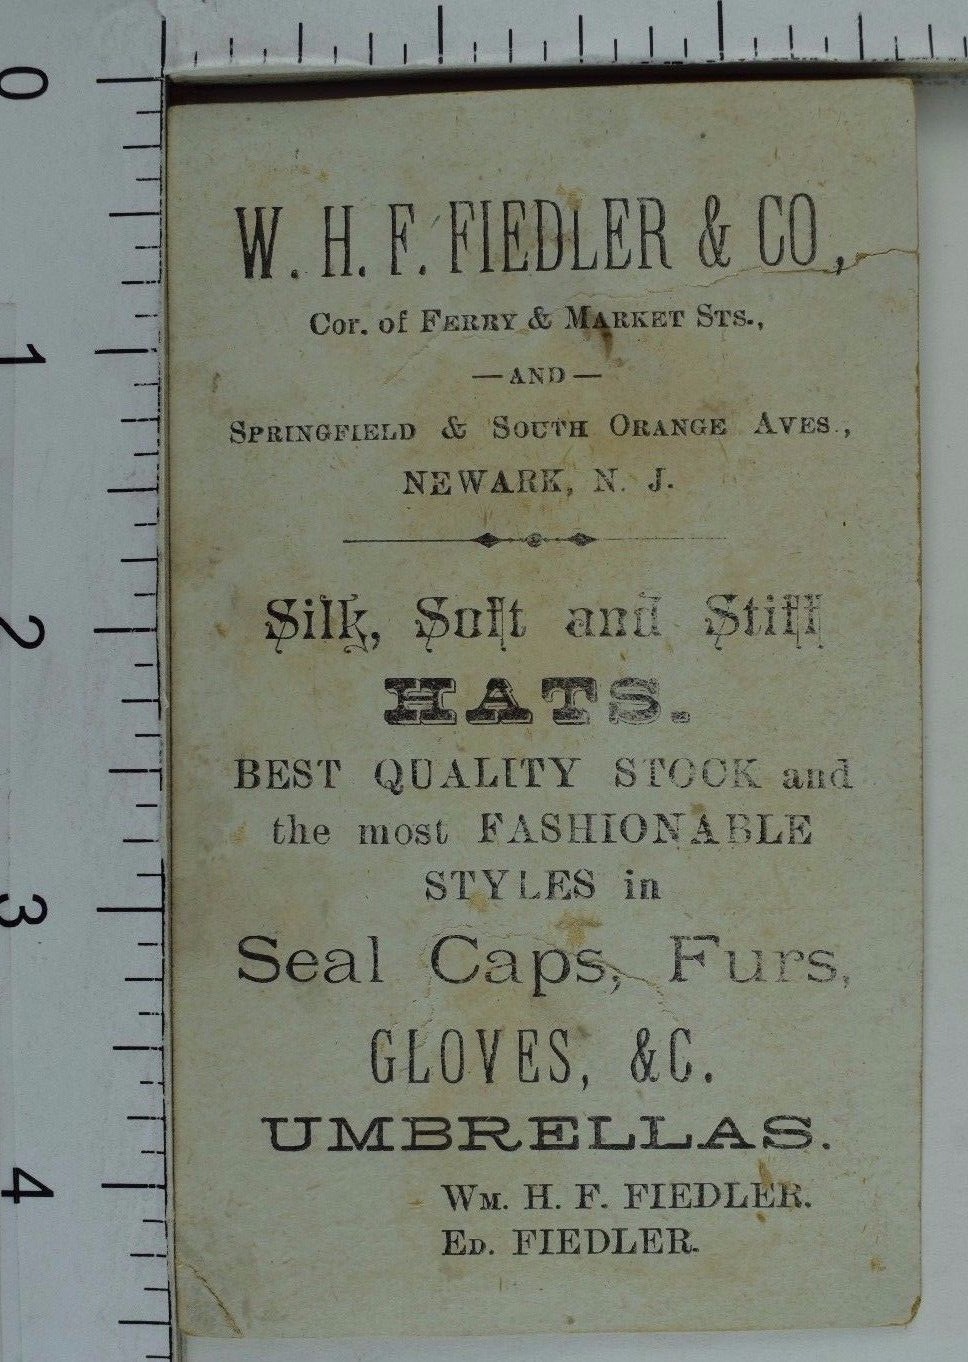 0
1
2
3
4
W. H. F. FIEDLER & CO,
Cor. of FERRY & MARKET STS.,
—AND—
SPRINGFIELD & SOUTH ORANGE AVES.,
NEWARK, N. J.
Silk, Soft and Stiff
HATS.
BEST QUALITY STOCK and
the most FASHIONABLE
STYLES in
Seal Caps, Furs,
GLOVES, &C.
UMBRELLAS.
WM. H. F. FIEDLER.
ED. FIEDLER.